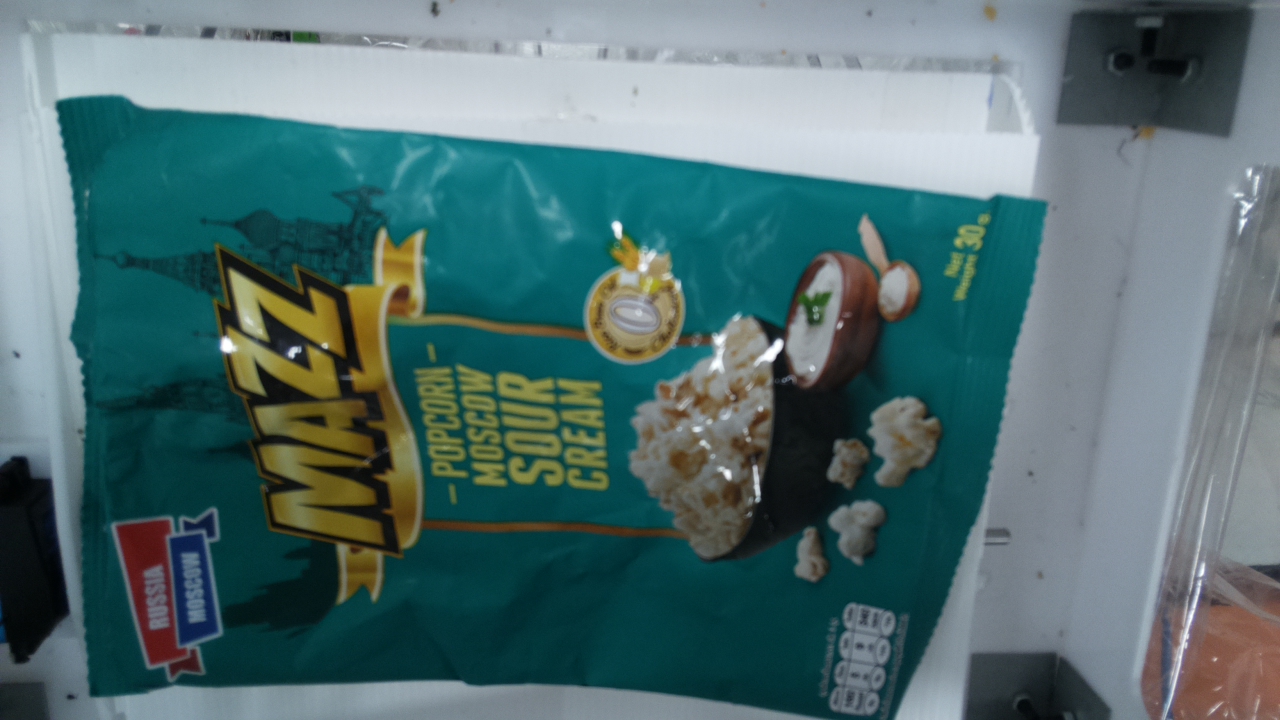 RUSSIA
MOSCOW
MAZZ
POPCORN
MOSCOW
SOUR
CREAM
Net
Weight 30 g.